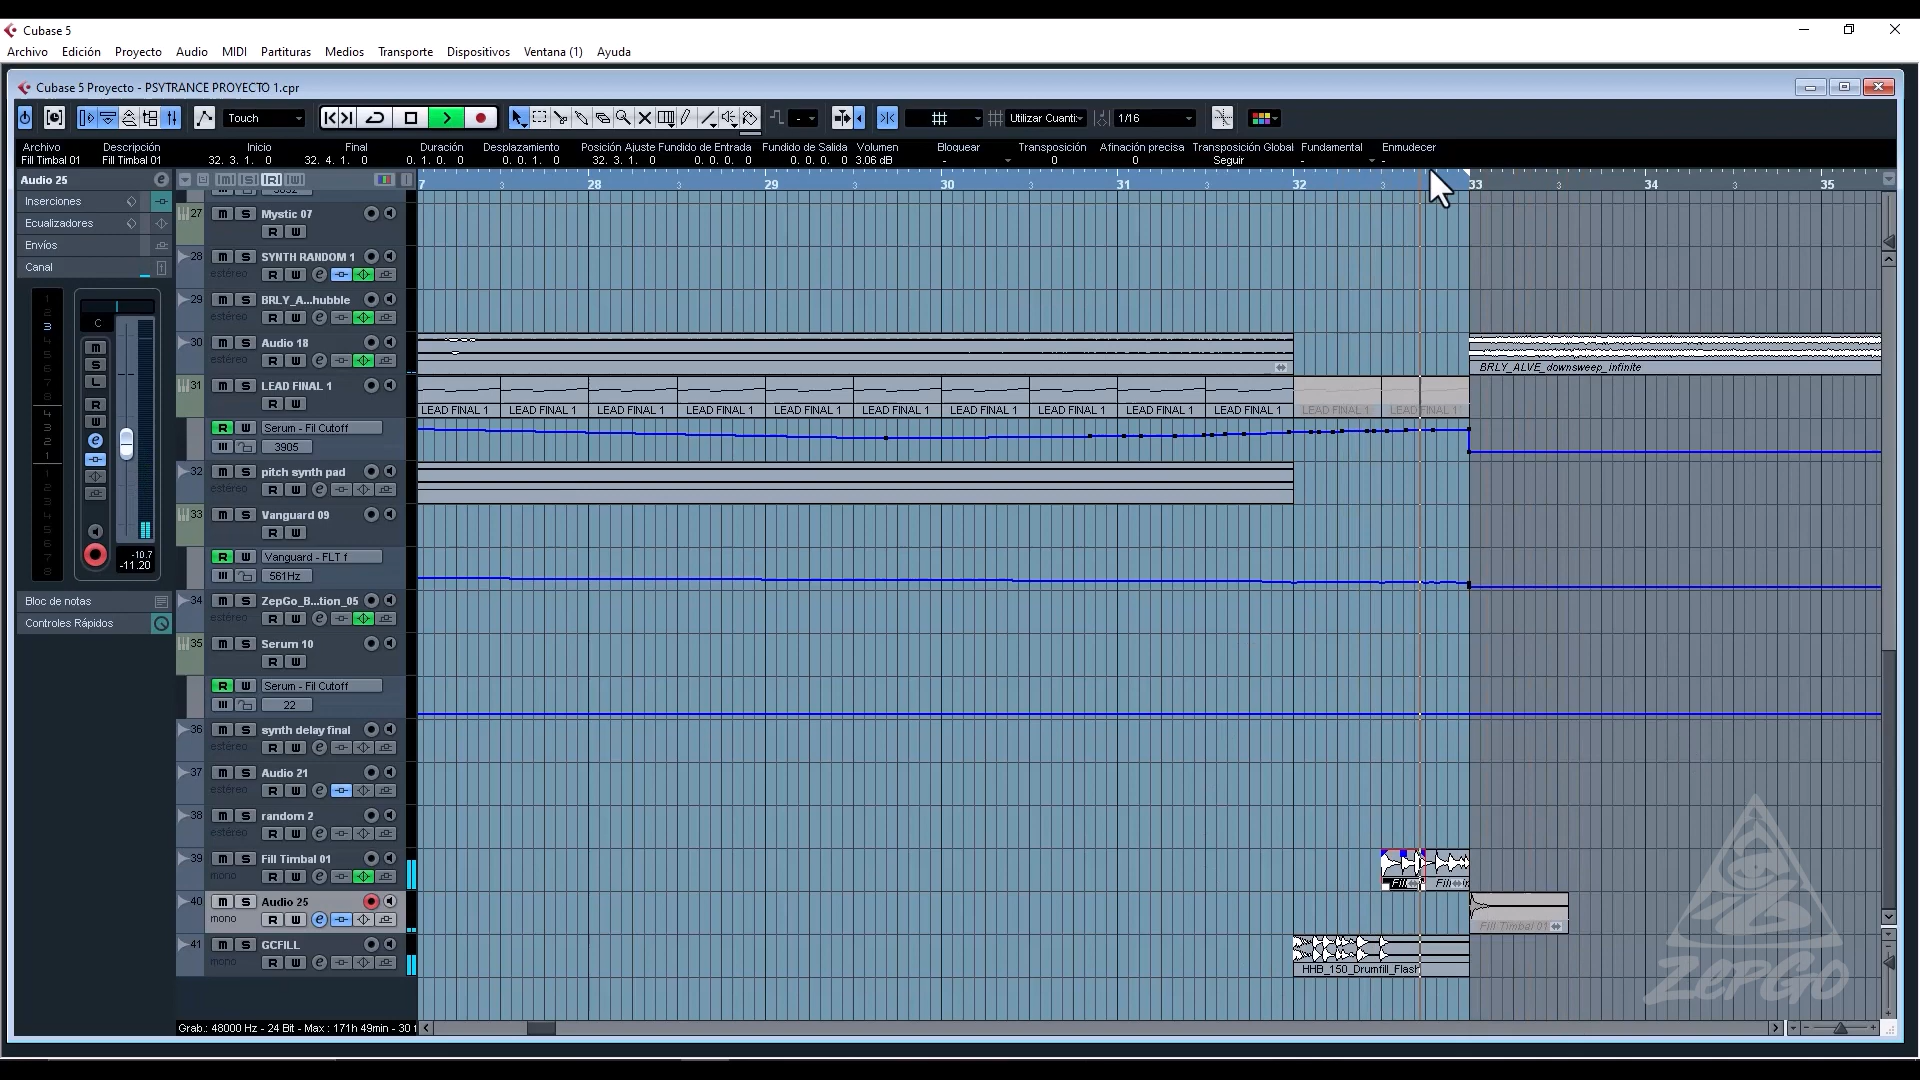 Cubase 5
Archivo Edición Proyecto Audio MIDI Partituras Medios Transporte Dispositivos Ventana (1) Ayuda
Cubase 5 Proyecto - PSYTRANCE PROYECTO 1.cpr
Touch
Utilizar Cuanti:
1/16
Archivo Descripción Inicio Final Duración Desplazamiento Posición Ajuste Fundido de Entrada Fundido de Salida Volumen Bloquear Transposición Afinación precisa Transposición Global Fundamental Enmudecer
Fill Timbal 01 Fill Timbal 01 32. 3. 1. 0 32. 4. 1. 0 0. 1. 0. 0 0. 0. 1. 0 32. 3. 1. 0 0. 0. 0. 0 0. 0. 0. 0 3.06 dB - 0 0 Seguir - -
Audio 25
Inserciones
Ecualizadores
Envíos
Canal
C
-10.7
-11.20
Bloc de notas
Controles Rápidos
7 3 28 3 29 3 30 3 31 3 32 3 33 3 34 3 35
27 Mystic 07
28 SYNTH RANDOM 1
estéreo
29 BRLY_A...hubble
estéreo
30 Audio 18
estéreo
BRLY_ALVE_downsweep_infinite
31 LEAD FINAL 1
LEAD FINAL 1 LEAD FINAL 1 LEAD FINAL 1 LEAD FINAL 1 LEAD FINAL 1 LEAD FINAL 1 LEAD FINAL 1 LEAD FINAL 1 LEAD FINAL 1 LEAD FINAL 1 LEAD FINAL 1 LEAD FINAL 1
Serum - Fil Cutoff
3905
32 pitch synth pad
estéreo
33 Vanguard 09
Vanguard - FLT f
561Hz
34 ZepGo_B...tion_05
estéreo
35 Serum 10
Serum - Fil Cutoff
22
36 synth delay final
estéreo
37 Audio 21
estéreo
38 random 2
estéreo
39 Fill Timbal 01
mono
40 Audio 25
mono
Fill Timbal 01
41 GCFILL
mono
HHB_150_Drumfill_Flash
ZEPGO
Grab.: 48000 Hz - 24 Bit - Max : 171h 49min - 30